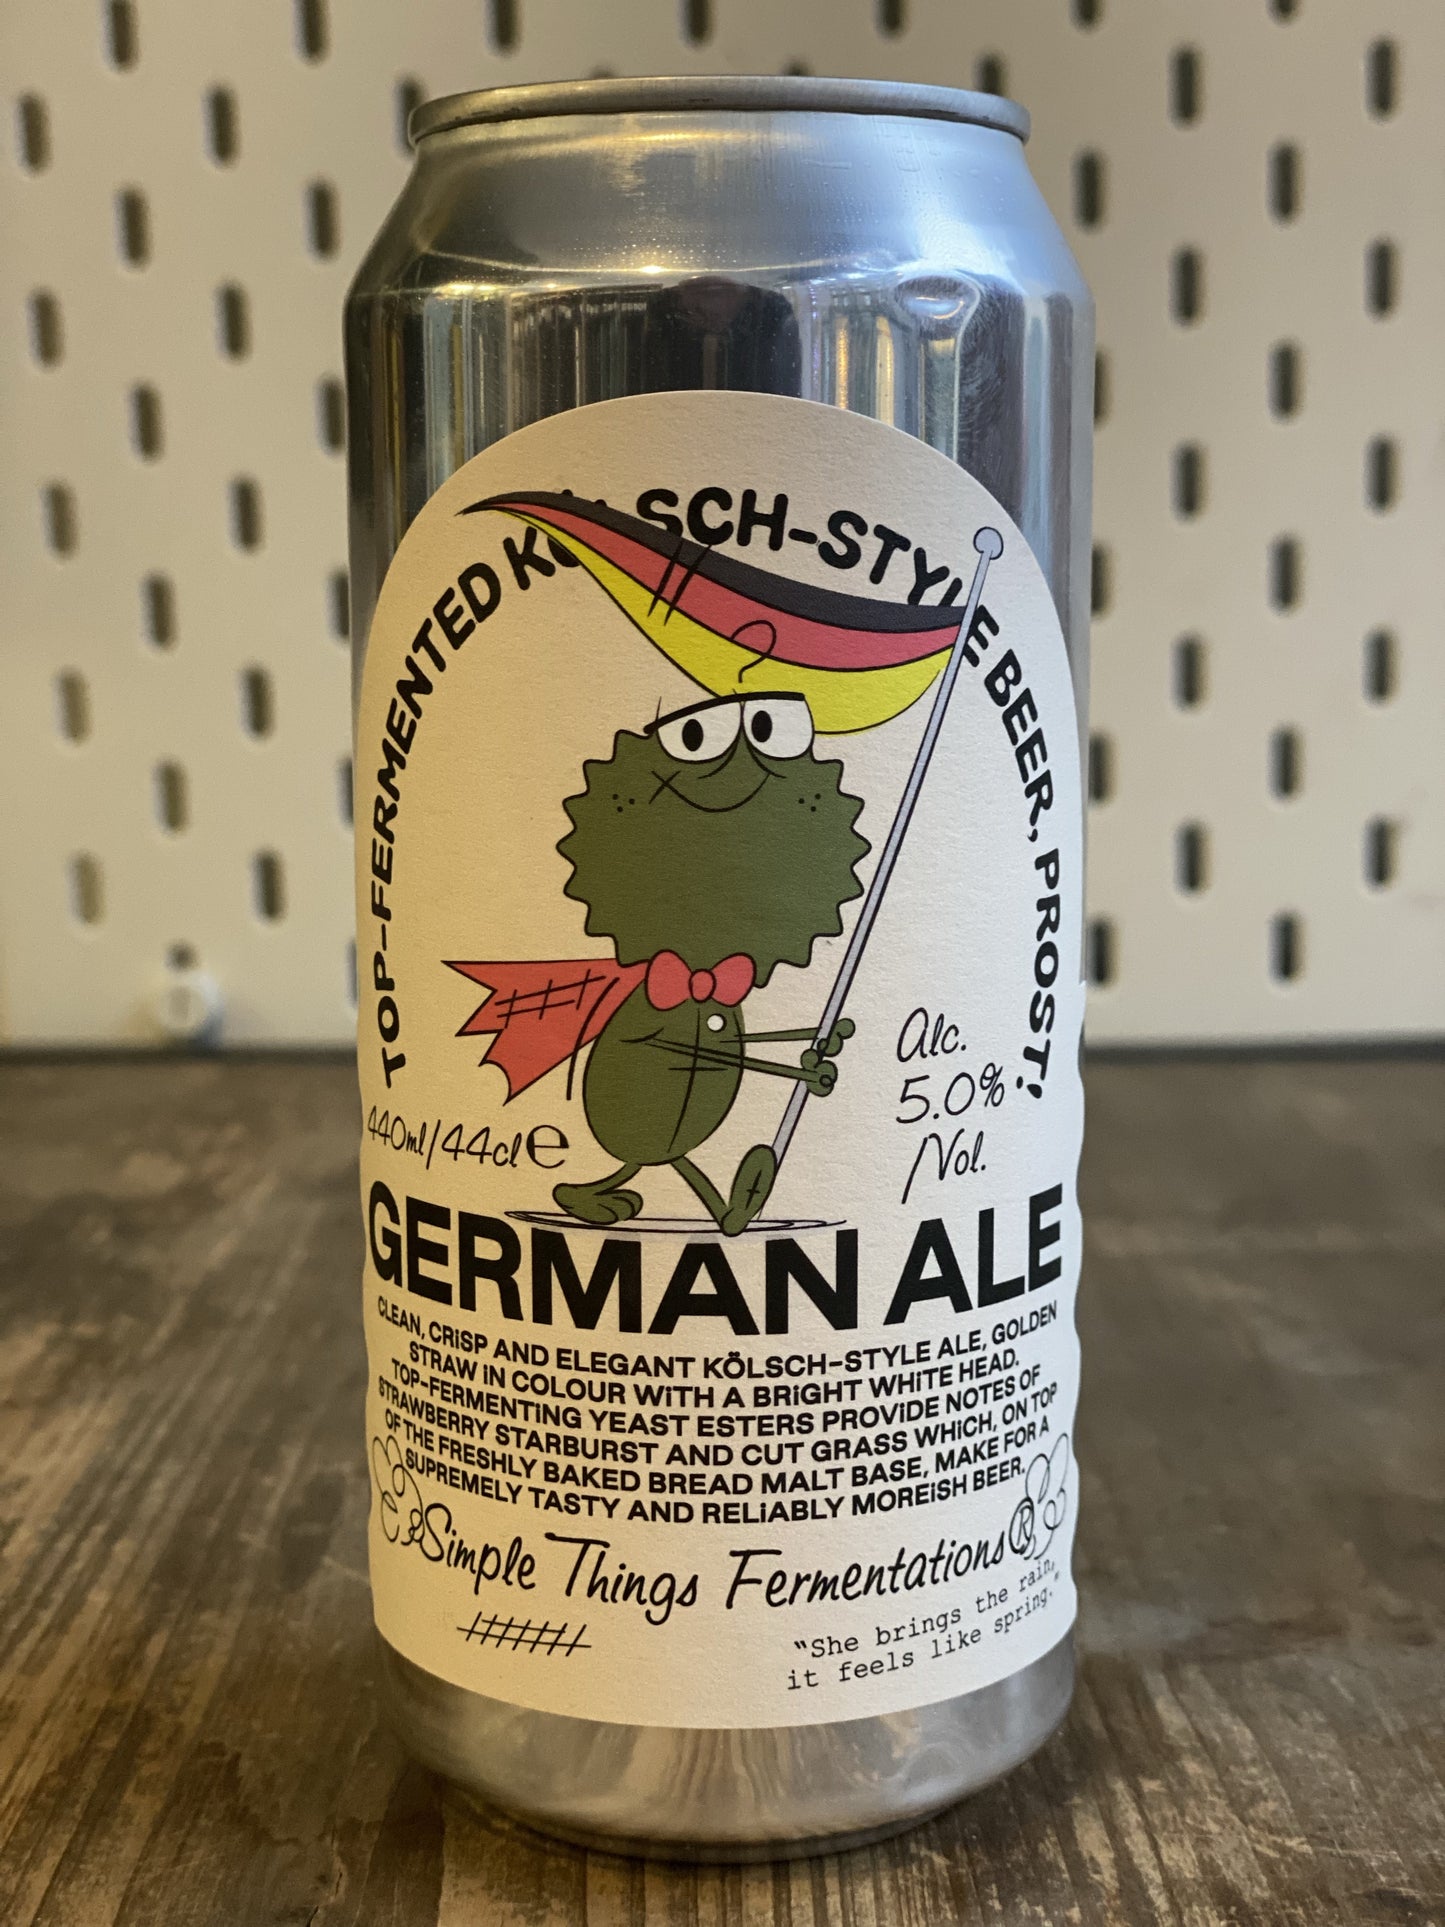 TOP-FERMENTED KÖLSCH-STYLE BEER, PROST!
Alc.
5.0%
/Vol.
440ml/44cl e
GERMAN ALE
CLEAN, CRISP AND ELEGANT KÖLSCH-STYLE ALE, GOLDEN
STRAW IN COLOUR WITH A BRIGHT WHITE HEAD.
TOP-FERMENTING YEAST ESTERS PROVIDE NOTES OF
STRAWBERRY STARBURST AND CUT GRASS WHICH, ON TOP
OF THE FRESHLY BAKED BREAD MALT BASE, MAKE FOR A
SUPREMELY TASTY AND RELIABLY MOREISH BEER.
Simple Things Fermentations®
"She brings the rain,
it feels like spring."